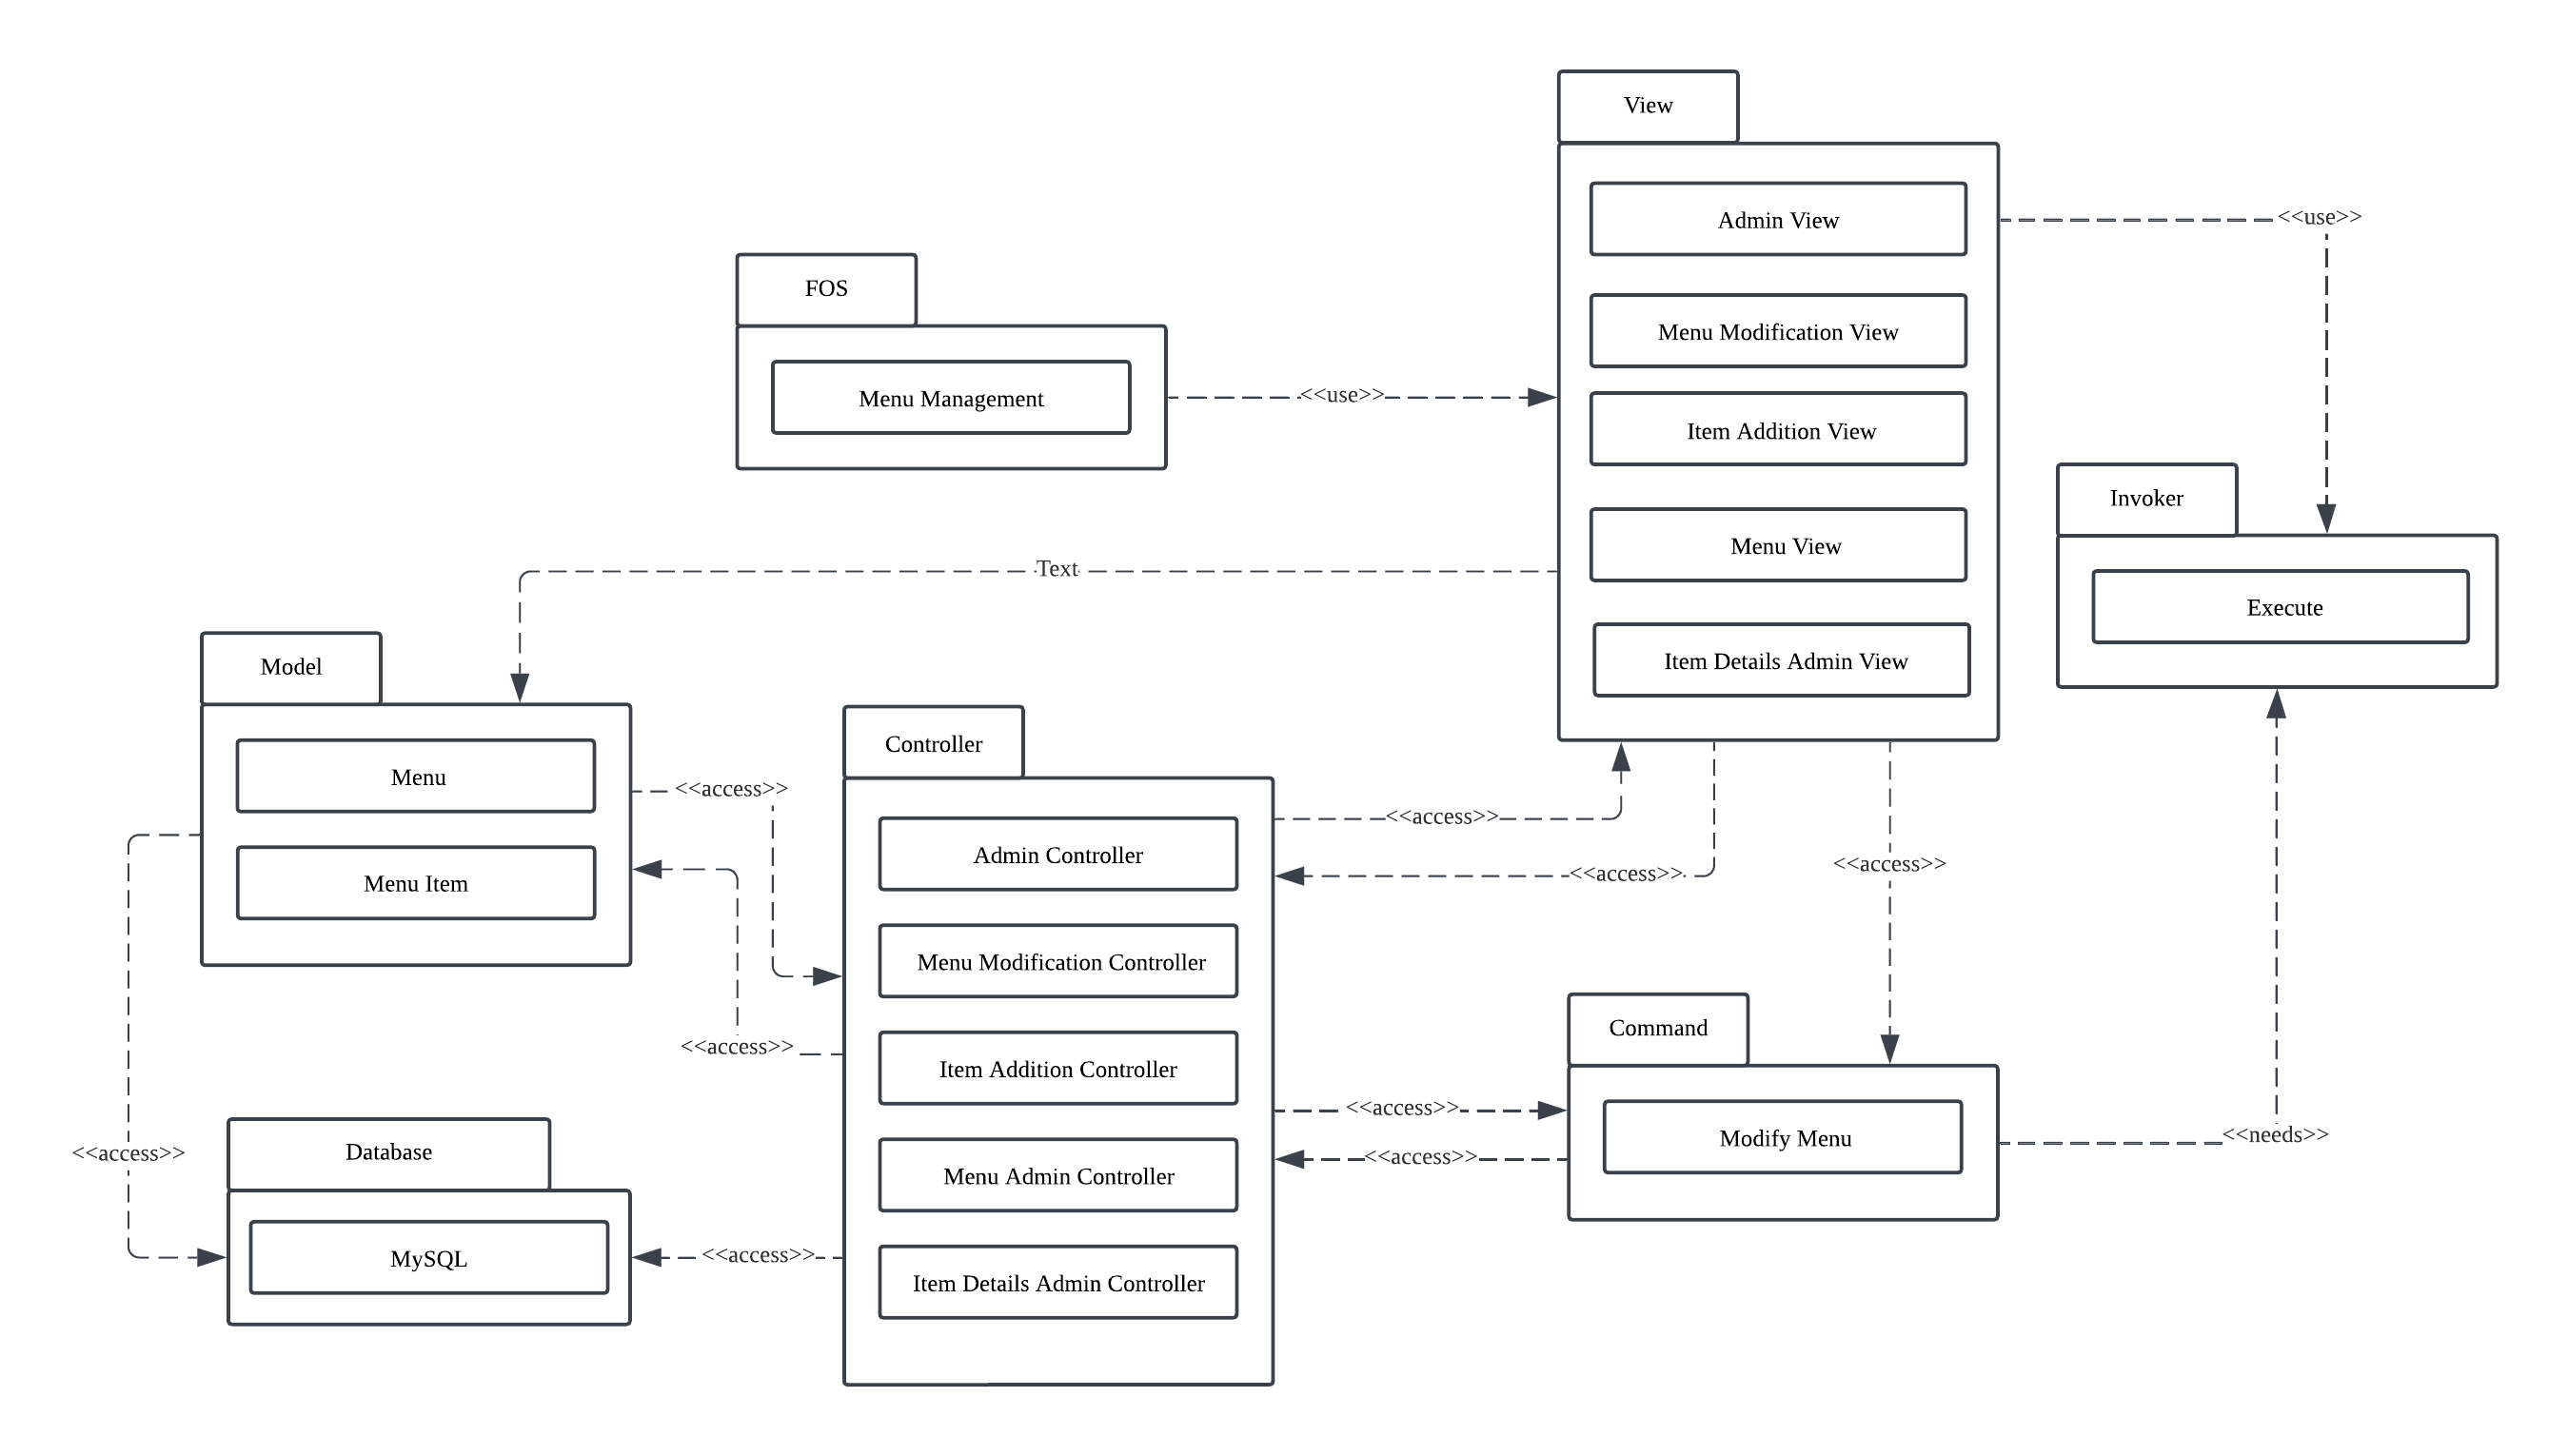 View
Admin View
<<use>>
FOS
Menu Modification View
Menu Management
<<use>>
Item Addition View
Invoker
Menu View
Text
Execute
Model
Item Details Admin View
Controller
Menu
<<access>>
<<access>>
Admin Controller
<<access>>
<<access>>
Menu Item
Menu Modification Controller
Command
<<access>>
Item Addition Controller
<<access>>
Modify Menu
<<needs>>
Database
<<access>>
<<access>>
Menu Admin Controller
MySQL
<<access>>
Item Details Admin Controller